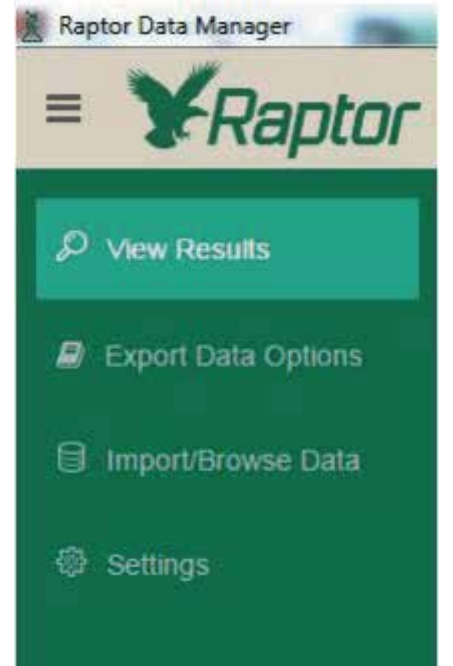 Raptor Data Manager
Raptor
View Results
Export Data Options
Import/Browse Data
Settings